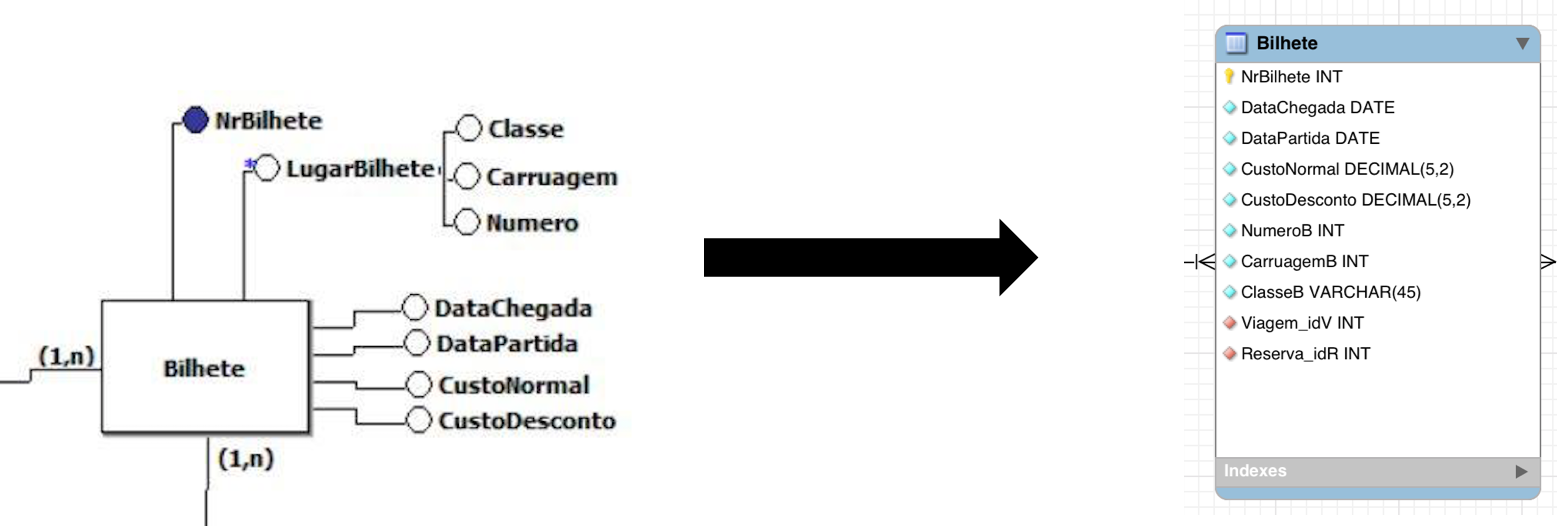 NrBilhete
* LugarBilhete
Classe
Carruagem
Numero
DataChegada
DataPartida
CustoNormal
CustoDesconto
(1,n)
Bilhete
(1,n)
Bilhete
NrBilhete INT
DataChegada DATE
DataPartida DATE
CustoNormal DECIMAL(5,2)
CustoDesconto DECIMAL(5,2)
NumeroB INT
CarruagemB INT
ClasseB VARCHAR(45)
Viagem_idV INT
Reserva_idR INT
Indexes